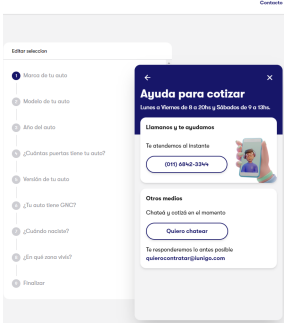 Contacto
Editar selección
1 Marca de tu auto
2 Modelo de tu auto
3 Año del auto
4 ¿Cuántas puertas tiene tu auto?
5 Versión de tu auto
6 ¿Tu auto tiene GNC?
7 ¿Cuándo naciste?
8 ¿En qué zona vivís?
9 Finalizar
Ayuda para cotizar
Lunes a Viernes de 8 a 20hs y Sábados de 9 a 13hs.
Llamanos y te ayudamos
Te atendemos al instante
(011) 6842-3344
Otros medios
Chateá y cotizá en el momento
Quiero chatear
Te responderemos lo antes posible
quierocontratar@iunigo.com